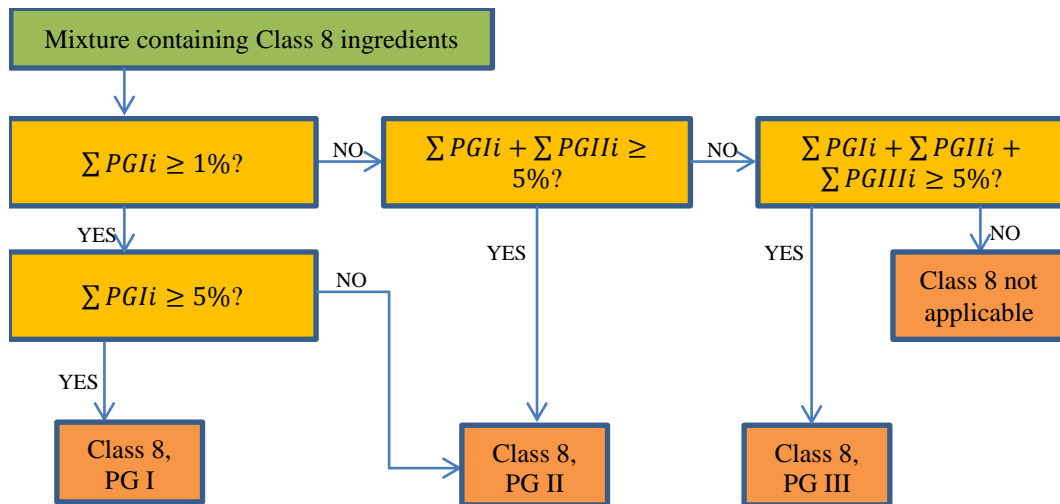 Mixture containing Class 8 ingredients
∑ PGIi ≥ 1%?
NO
∑ PGIi + ∑ PGIIi ≥
5%?
NO
∑ PGIi + ∑ PGIIi +
∑ PGIIIi ≥ 5%?
YES
∑ PGIi ≥ 5%?
NO
YES
YES
NO
Class 8 not
applicable
YES
Class 8,
PG I
Class 8,
PG II
Class 8,
PG III